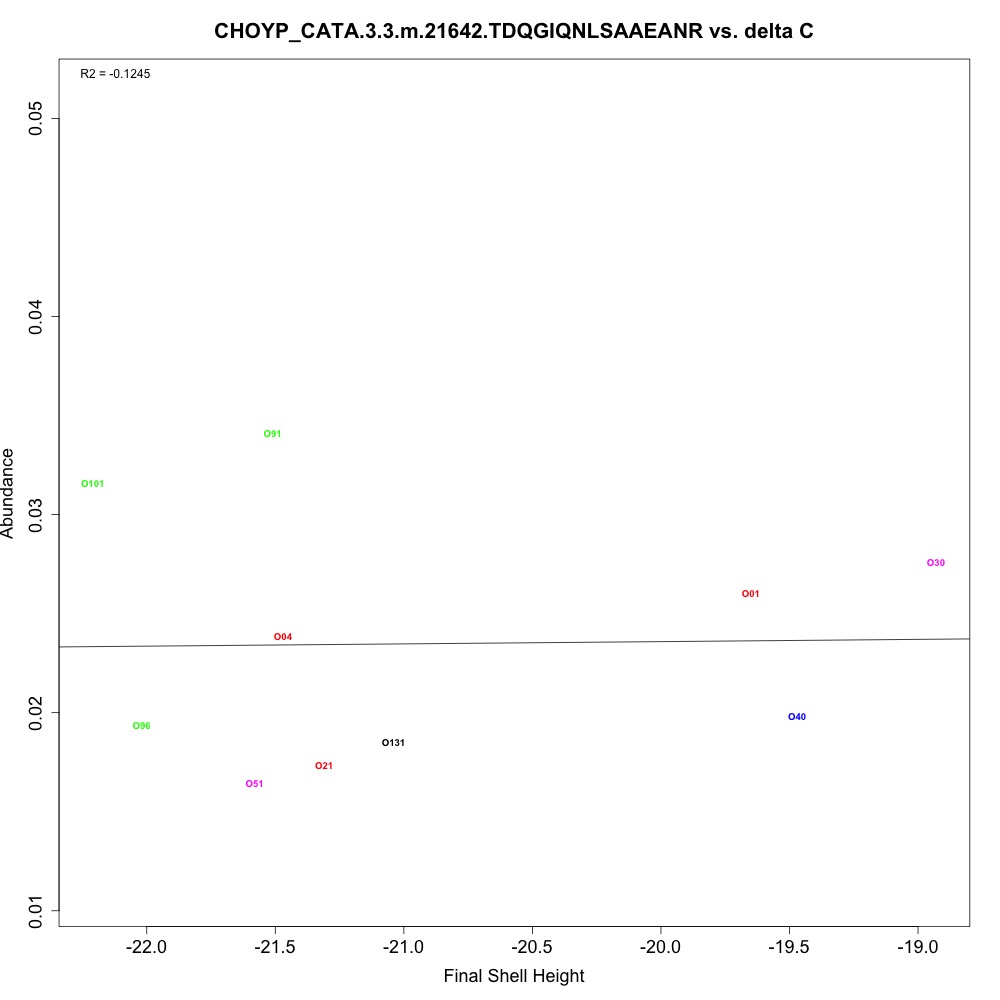 CHOYP_CATA.3.3.m.21642.TDQGIQNLSAAEANR vs. delta C
R2 = -0.1245
0.05
0.04
0.03
0.02
0.01
Abundance
O91
O101
O30
O01
O04
O96
O40
O131
O21
O51
-22.0 -21.5 -21.0 -20.5 -20.0 -19.5 -19.0
Final Shell Height